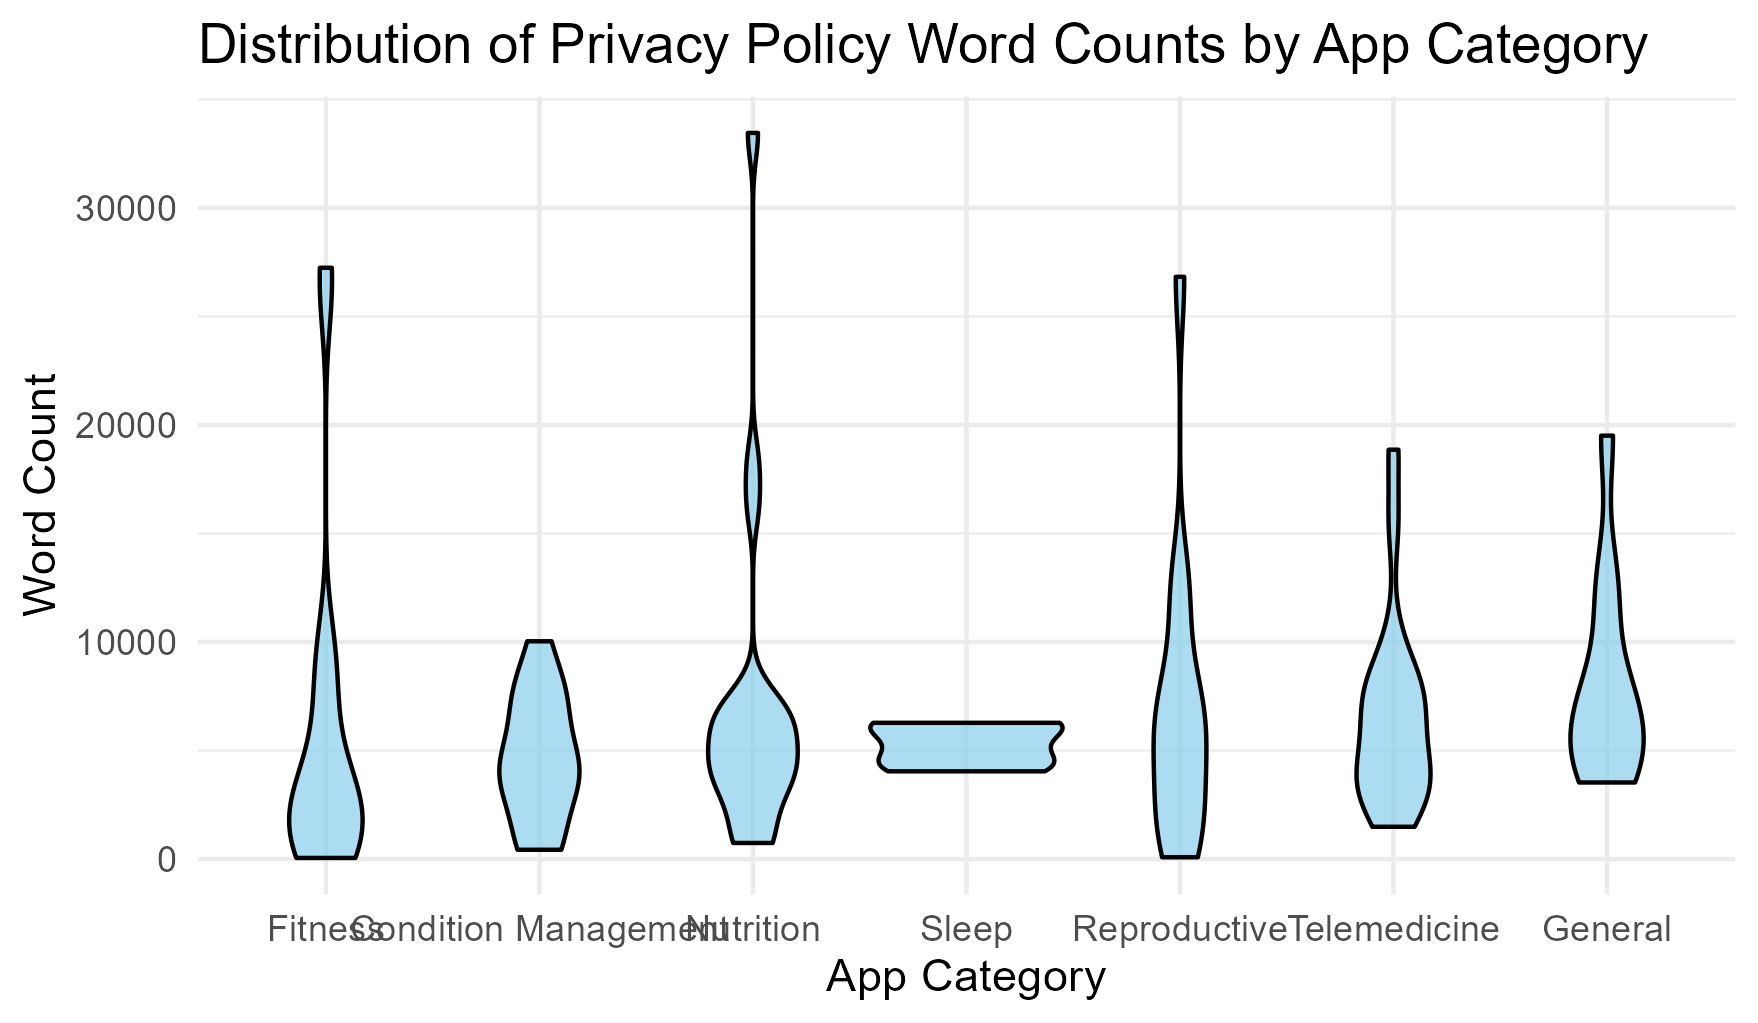 Distribution of Privacy Policy Word Counts by App Category
Word Count
30000
20000
10000
0
Fitness Condition Management Nutrition Sleep Reproductive Telemedicine General
App Category